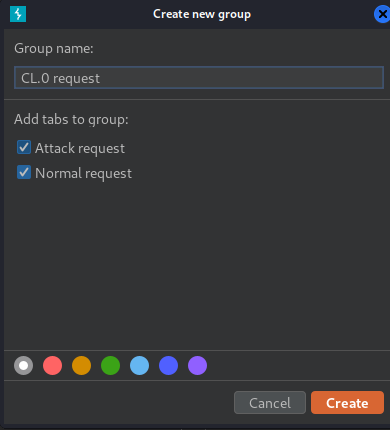 Create new group
Group name:
CL.0 request
Add tabs to group:
Attack request
Normal request
Cancel
Create